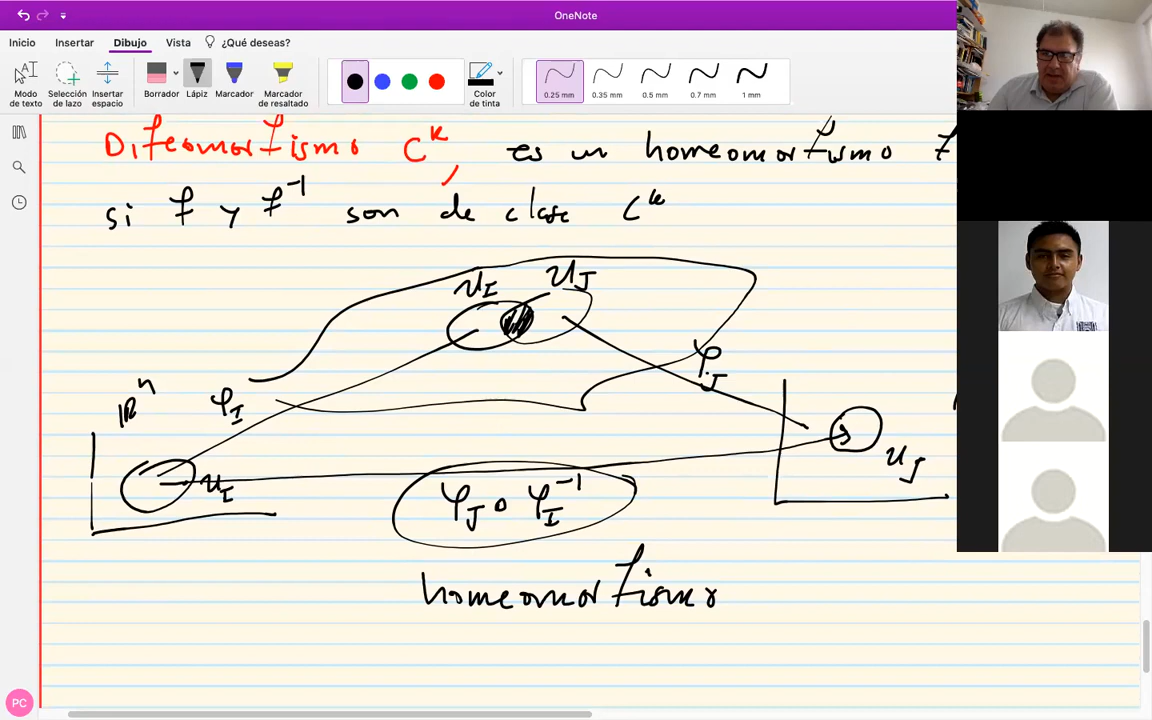 OneNote
Inicio Insertar Dibujo Vista ¿Qué deseas?
Modo de texto Selección de lazo Insertar espacio Borrador Lápiz Marcador Marcador de resaltado Color de tinta 0.25 mm 0.35 mm 0.5 mm 0.7 mm 1 mm
Difeomorfismo C^k, es un homeomorfismo f
si f y f^-1 son de clase C^k
U_I U_J
φ_J
R^n φ_I
U_I U_J
φ_J ∘ φ_I^-1
homeomorfismo
PC